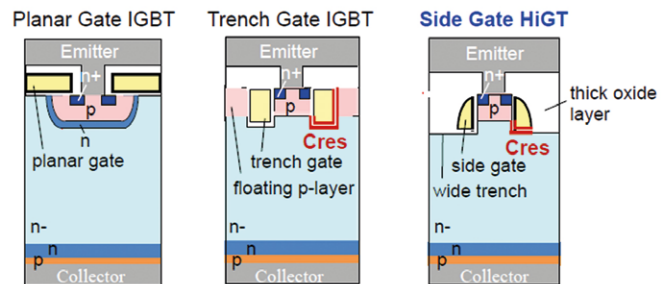 Planar Gate IGBT
Emitter
n+
p
n
planar gate
n-
n
p
Collector
Trench Gate IGBT
Emitter
n+
p
Cres
trench gate
floating p-layer
n-
n
p
Collector
Side Gate HiGT
Emitter
n+
p
thick oxide
layer
Cres
side gate
wide trench
n-
n
p
Collector